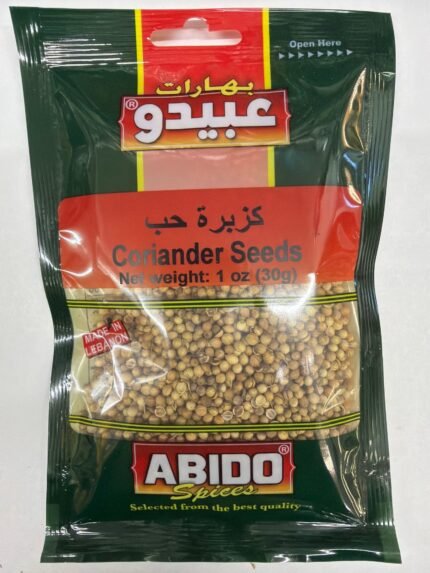 Open Here
بهارات
عبيدو®
كزبرة حب
Coriander Seeds
Net weight: 1 oz (30g)
MADE IN
LEBANON
ABIDO®
Spices
Selected from the best quality